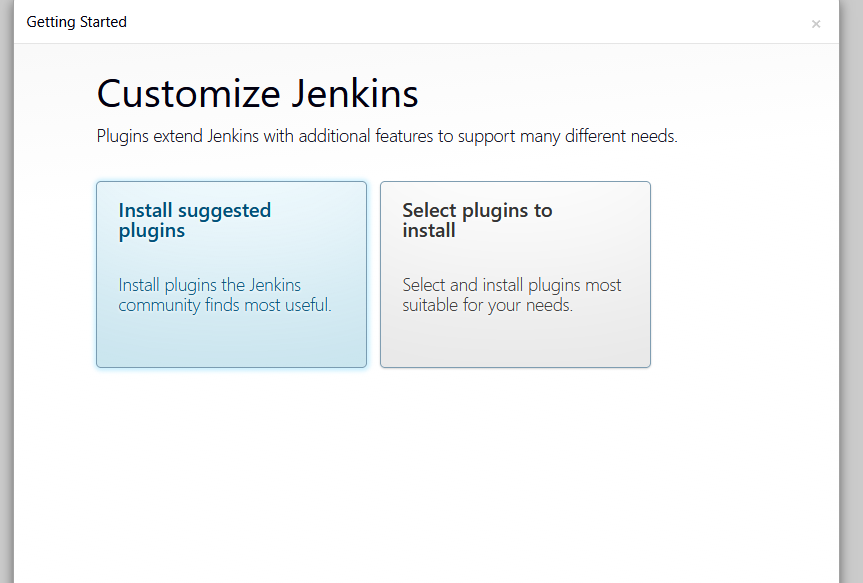 Getting Started
×
Customize Jenkins
Plugins extend Jenkins with additional features to support many different needs.
Install suggested
plugins
Install plugins the Jenkins
community finds most useful.
Select plugins to
install
Select and install plugins most
suitable for your needs.